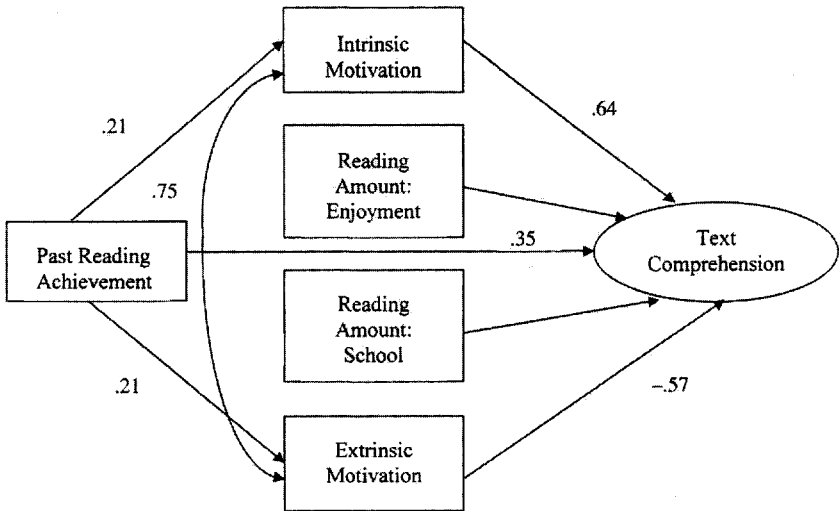 Intrinsic
Motivation
.21
.64
Reading
Amount:
Enjoyment
.75
Past Reading
Achievement
.35
Text
Comprehension
Reading
Amount:
School
.21
–.57
Extrinsic
Motivation